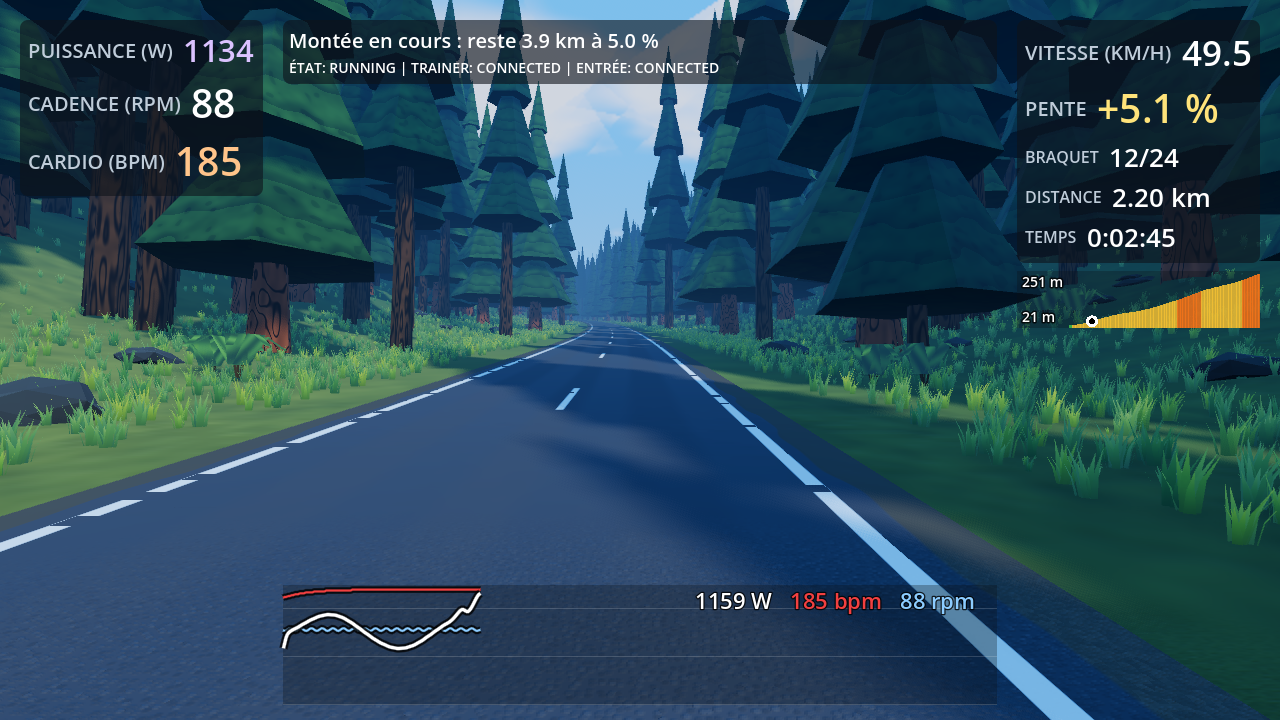 PUISSANCE (W) 1134
CADENCE (RPM) 88
CARDIO (BPM) 185
Montée en cours : reste 3.9 km à 5.0 %
ÉTAT: RUNNING | TRAINER: CONNECTED | ENTRÉE: CONNECTED
VITESSE (KM/H) 49.5
PENTE +5.1 %
BRAQUET 12/24
DISTANCE 2.20 km
TEMPS 0:02:45
251 m
21 m
1159 W 185 bpm 88 rpm